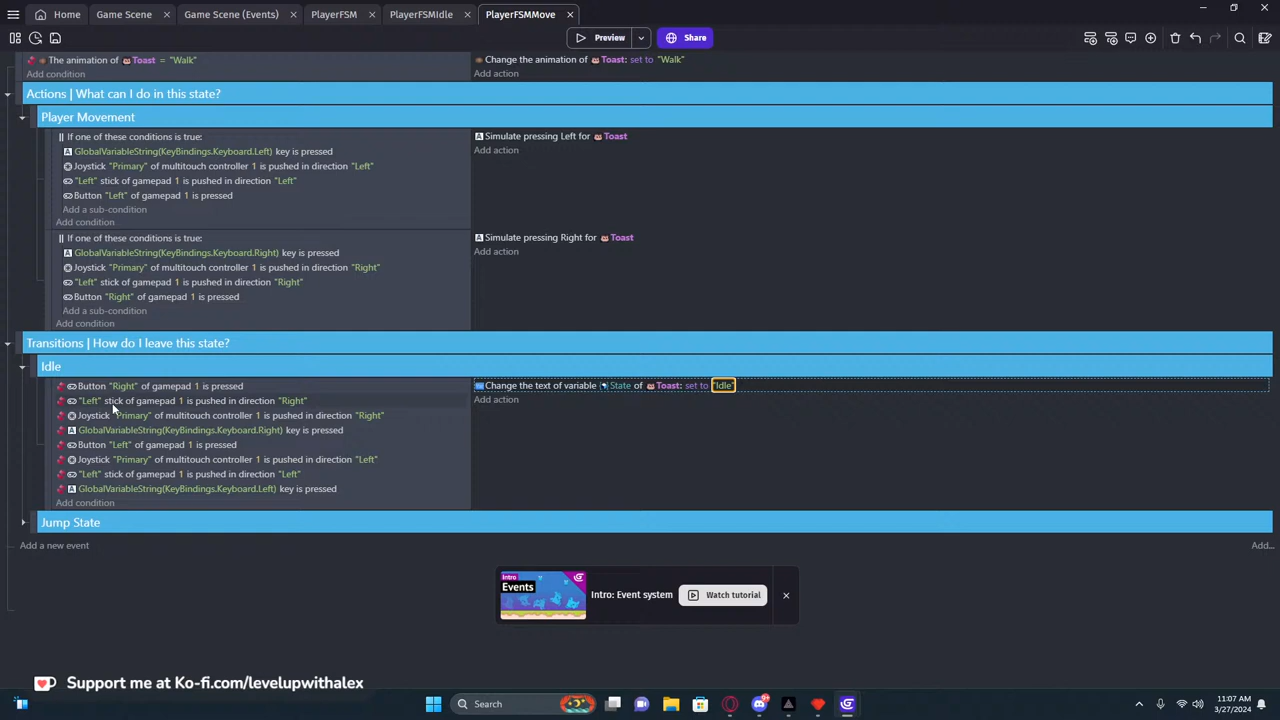 Home
Game Scene
Game Scene (Events)
PlayerFSM
PlayerFSMIdle
PlayerFSMMove
Preview
Share
The animation of Toast = "Walk"
Change the animation of Toast: set to "Walk"
Add condition
Add action
Actions | What can I do in this state?
Player Movement
If one of these conditions is true:
Simulate pressing Left for Toast
GlobalVariableString(KeyBindings.Keyboard.Left) key is pressed
Add action
Joystick "Primary" of multitouch controller 1 is pushed in direction "Left"
"Left" stick of gamepad 1 is pushed in direction "Left"
Button "Left" of gamepad 1 is pressed
Add a sub-condition
Add condition
If one of these conditions is true:
Simulate pressing Right for Toast
GlobalVariableString(KeyBindings.Keyboard.Right) key is pressed
Add action
Joystick "Primary" of multitouch controller 1 is pushed in direction "Right"
"Left" stick of gamepad 1 is pushed in direction "Right"
Button "Right" of gamepad 1 is pressed
Add a sub-condition
Add condition
Transitions | How do I leave this state?
Idle
Button "Right" of gamepad 1 is pressed
Change the text of variable State of Toast: set to "Idle"
"Left" stick of gamepad 1 is pushed in direction "Right"
Add action
Joystick "Primary" of multitouch controller 1 is pushed in direction "Right"
GlobalVariableString(KeyBindings.Keyboard.Right) key is pressed
Button "Left" of gamepad 1 is pressed
Joystick "Primary" of multitouch controller 1 is pushed in direction "Left"
"Left" stick of gamepad 1 is pushed in direction "Left"
GlobalVariableString(KeyBindings.Keyboard.Left) key is pressed
Add condition
Jump State
Add a new event
Add...
Intro
Events
Intro: Event system
Watch tutorial
Support me at Ko-fi.com/levelupwithalex
Search
11:07 AM
3/27/2024